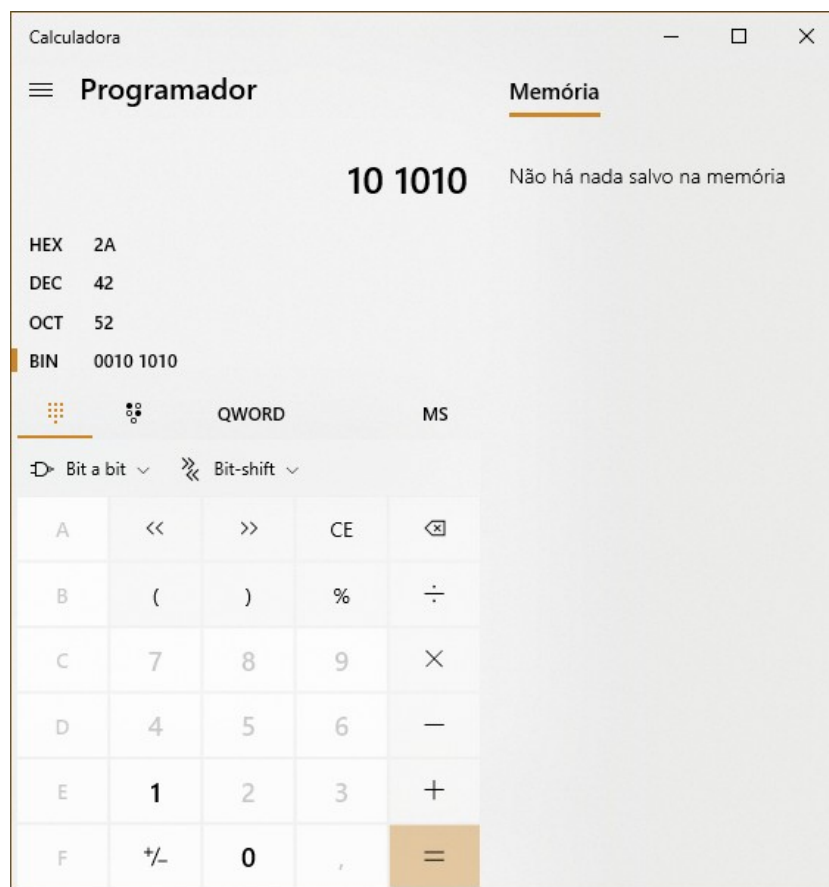 Calculadora
Programador
Memória
10 1010
Não há nada salvo na memória
HEX 2A
DEC 42
OCT 52
BIN 0010 1010
QWORD MS
Bit a bit Bit-shift
A << >> CE
B ( ) % ÷
C 7 8 9 ×
D 4 5 6 −
E 1 2 3 +
F +/− 0 , =